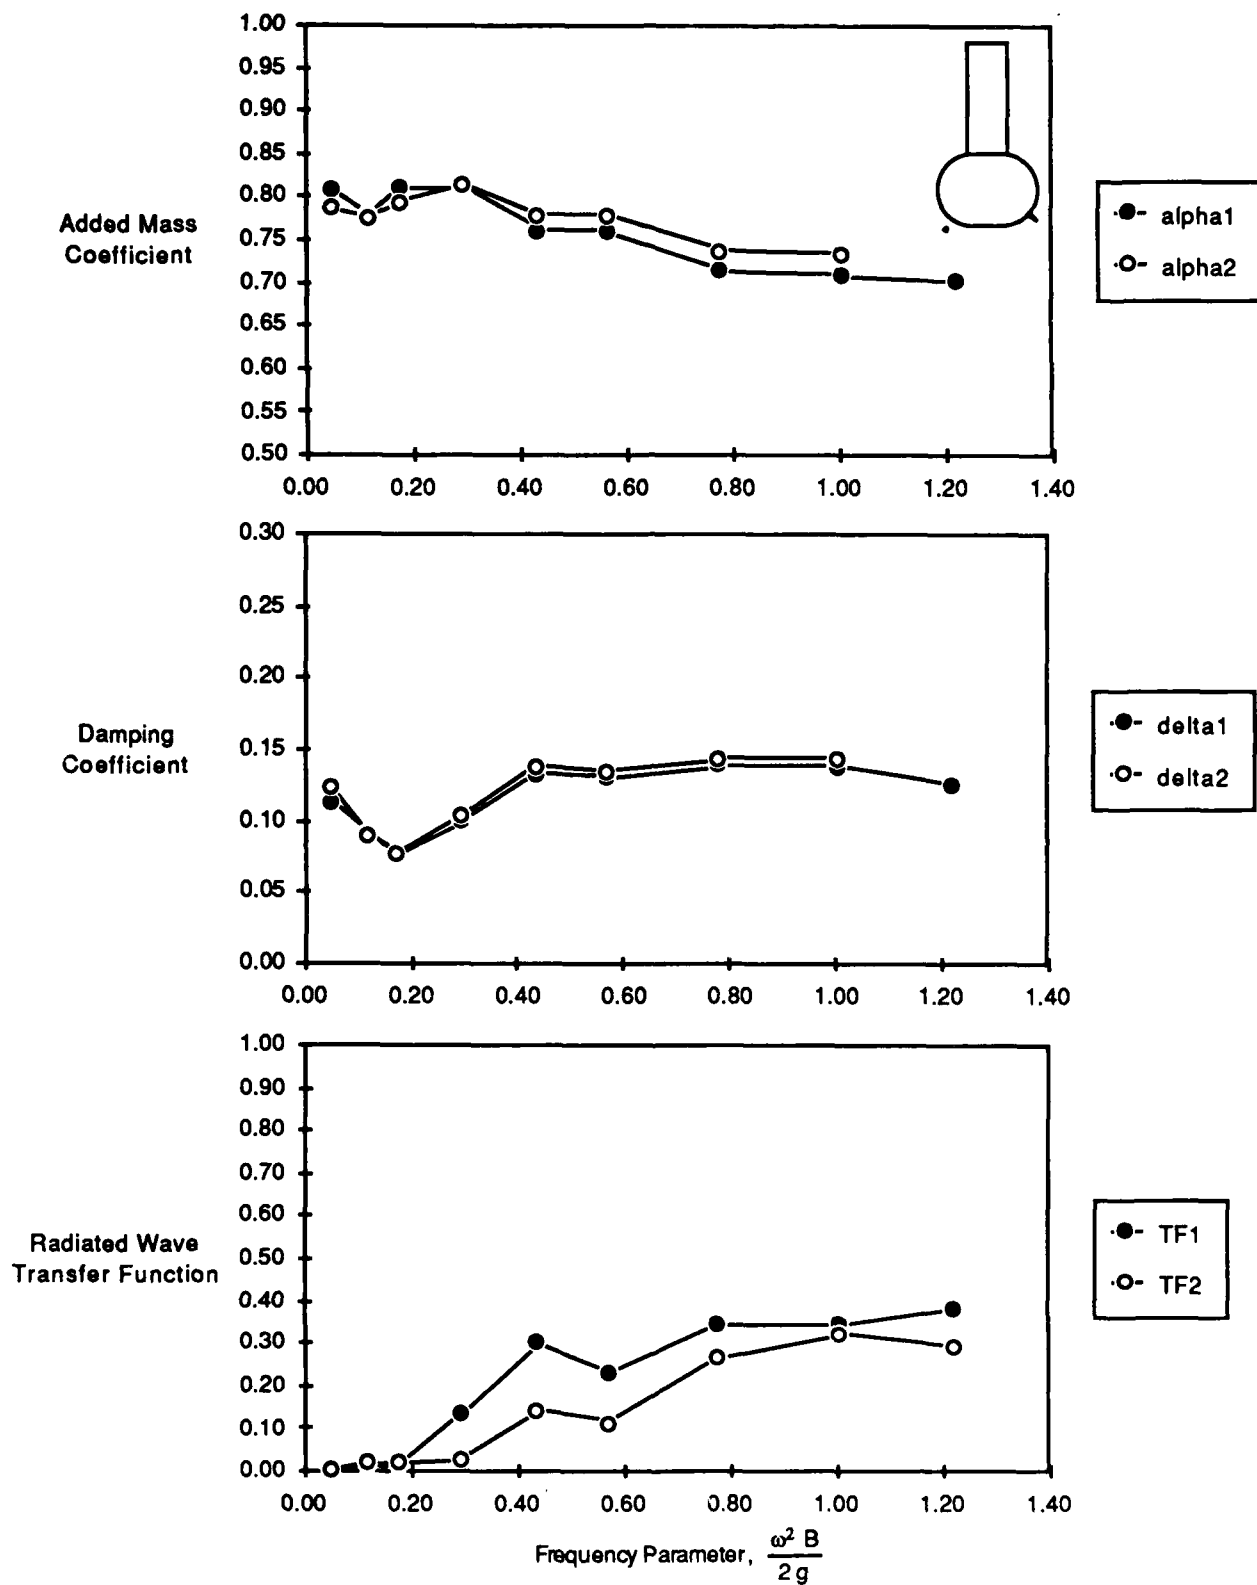 1.00
0.95
0.90
0.85
0.80
0.75
0.70
0.65
0.60
0.55
0.50
Added Mass
Coefficient
0.00 0.20 0.40 0.60 0.80 1.00 1.20 1.40
alpha1
alpha2
0.30
0.25
0.20
0.15
0.10
0.05
0.00
Damping
Coefficient
0.00 0.20 0.40 0.60 0.80 1.00 1.20 1.40
delta1
delta2
1.00
0.90
0.80
0.70
0.60
0.50
0.40
0.30
0.20
0.10
0.00
Radiated Wave
Transfer Function
0.00 0.20 0.40 0.60 0.80 1.00 1.20 1.40
TF1
TF2
Frequency Parameter, ω² B
2 g